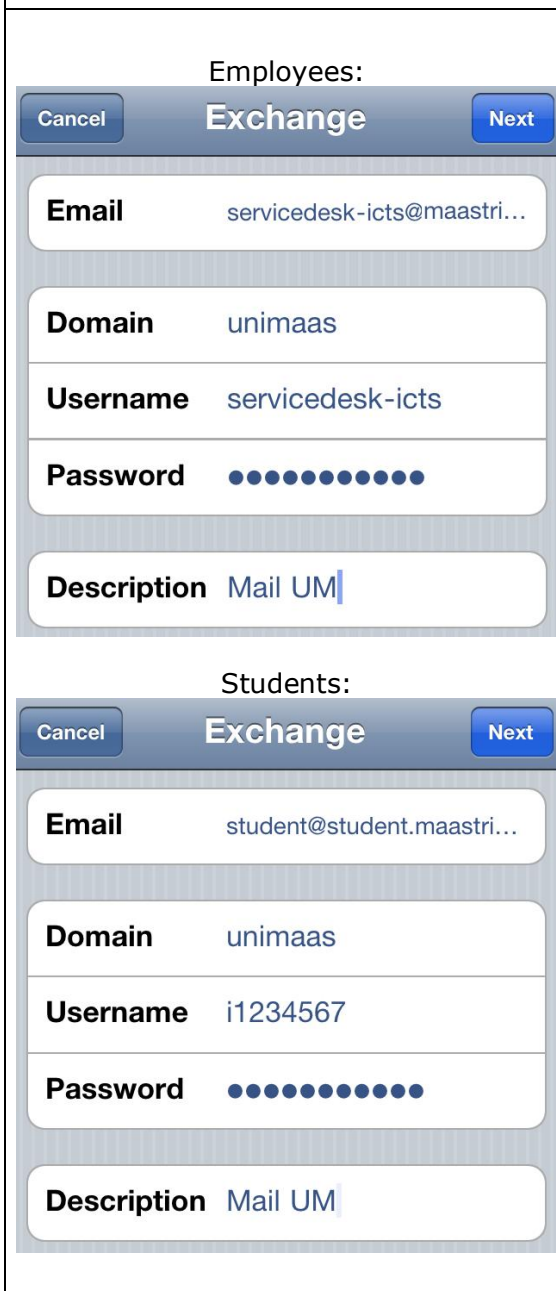 Employees:
Cancel Exchange Next
Email servicedesk-icts@maastri...
Domain unimaas
Username servicedesk-icts
Password ●●●●●●●●●●●
Description Mail UM
Students:
Cancel Exchange Next
Email student@student.maastri...
Domain unimaas
Username i1234567
Password ●●●●●●●●●●●
Description Mail UM